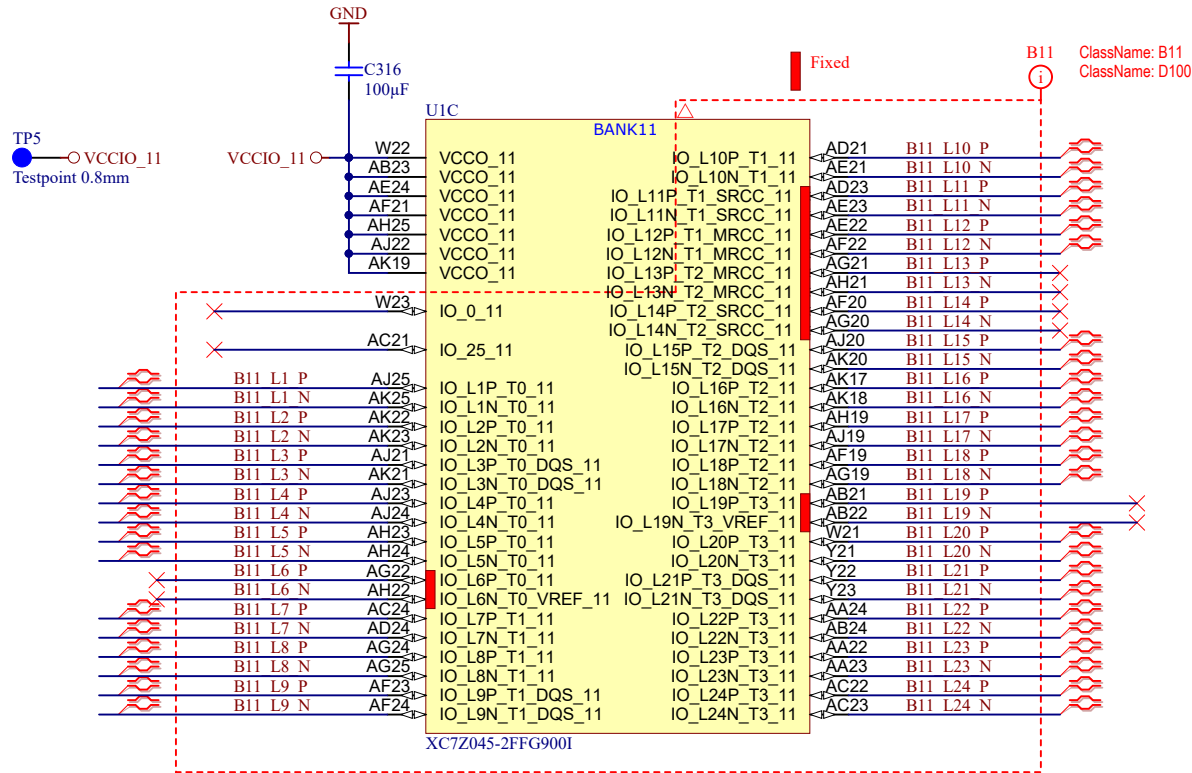 GND
C316
100µF
Fixed
B11
i
ClassName: B11
ClassName: D100
U1C
BANK11
TP5
VCCIO_11
Testpoint 0.8mm
VCCIO_11
W22 VCCO_11
AB23 VCCO_11
AE24 VCCO_11
AF21 VCCO_11
AH25 VCCO_11
AJ22 VCCO_11
AK19 VCCO_11
W23 IO_0_11
AC21 IO_25_11
B11_L1_P AJ25 IO_L1P_T0_11
B11_L1_N AK25 IO_L1N_T0_11
B11_L2_P AK22 IO_L2P_T0_11
B11_L2_N AK23 IO_L2N_T0_11
B11_L3_P AJ21 IO_L3P_T0_DQS_11
B11_L3_N AK21 IO_L3N_T0_DQS_11
B11_L4_P AJ23 IO_L4P_T0_11
B11_L4_N AJ24 IO_L4N_T0_11
B11_L5_P AH23 IO_L5P_T0_11
B11_L5_N AH24 IO_L5N_T0_11
B11_L6_P AG22 IO_L6P_T0_11
B11_L6_N AH22 IO_L6N_T0_VREF_11
B11_L7_P AC24 IO_L7P_T1_11
B11_L7_N AD24 IO_L7N_T1_11
B11_L8_P AG24 IO_L8P_T1_11
B11_L8_N AG25 IO_L8N_T1_11
B11_L9_P AF23 IO_L9P_T1_DQS_11
B11_L9_N AF24 IO_L9N_T1_DQS_11
IO_L10P_T1_11 AD21 B11_L10_P
IO_L10N_T1_11 AE21 B11_L10_N
IO_L11P_T1_SRCC_11 AD23 B11_L11_P
IO_L11N_T1_SRCC_11 AE23 B11_L11_N
IO_L12P_T1_MRCC_11 AE22 B11_L12_P
IO_L12N_T1_MRCC_11 AF22 B11_L12_N
IO_L13P_T2_MRCC_11 AG21 B11_L13_P
IO_L13N_T2_MRCC_11 AH21 B11_L13_N
IO_L14P_T2_SRCC_11 AF20 B11_L14_P
IO_L14N_T2_SRCC_11 AG20 B11_L14_N
IO_L15P_T2_DQS_11 AJ20 B11_L15_P
IO_L15N_T2_DQS_11 AK20 B11_L15_N
IO_L16P_T2_11 AK17 B11_L16_P
IO_L16N_T2_11 AK18 B11_L16_N
IO_L17P_T2_11 AH19 B11_L17_P
IO_L17N_T2_11 AJ19 B11_L17_N
IO_L18P_T2_11 AF19 B11_L18_P
IO_L18N_T2_11 AG19 B11_L18_N
IO_L19P_T3_11 AB21 B11_L19_P
IO_L19N_T3_VREF_11 AB22 B11_L19_N
IO_L20P_T3_11 W21 B11_L20_P
IO_L20N_T3_11 Y21 B11_L20_N
IO_L21P_T3_DQS_11 Y22 B11_L21_P
IO_L21N_T3_DQS_11 Y23 B11_L21_N
IO_L22P_T3_11 AA24 B11_L22_P
IO_L22N_T3_11 AB24 B11_L22_N
IO_L23P_T3_11 AA22 B11_L23_P
IO_L23N_T3_11 AA23 B11_L23_N
IO_L24P_T3_11 AC22 B11_L24_P
IO_L24N_T3_11 AC23 B11_L24_N
XC7Z045-2FFG900I